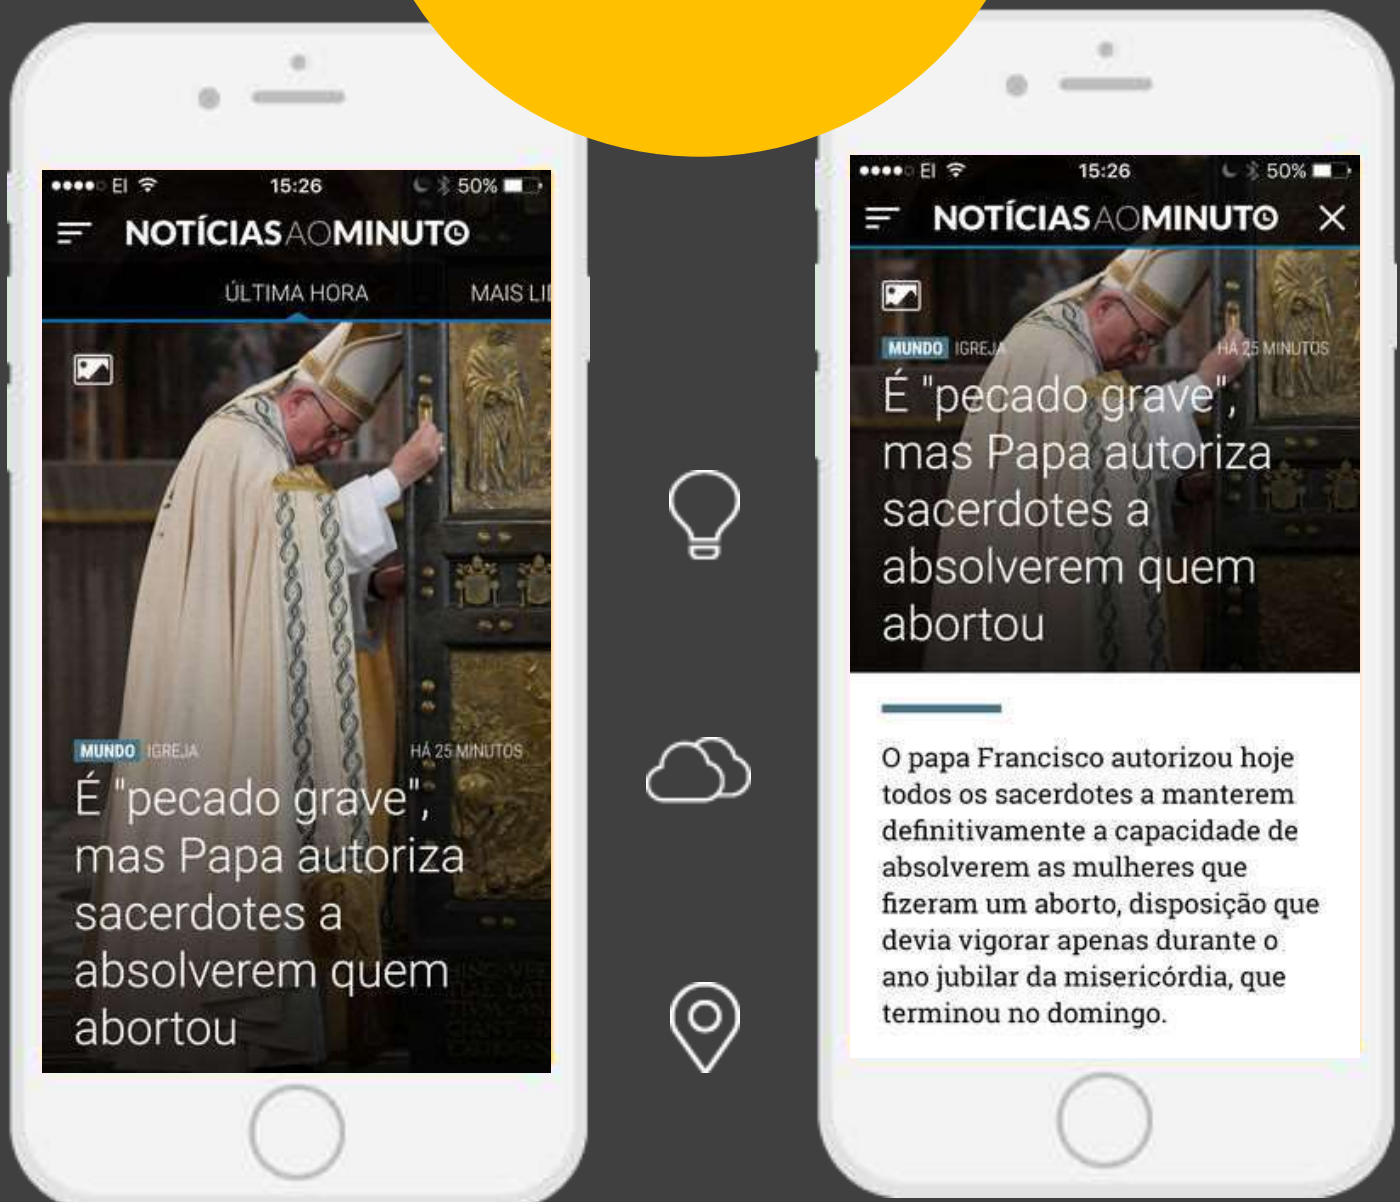 EI 15:26 50%
NOTÍCIASAOMINUTO
ÚLTIMA HORA MAIS LI
MUNDO IGREJA HÁ 25 MINUTOS
É "pecado grave",
mas Papa autoriza
sacerdotes a
absolverem quem
abortou
EI 15:26 50%
NOTÍCIASAOMINUTO
MUNDO IGREJA HÁ 25 MINUTOS
É "pecado grave",
mas Papa autoriza
sacerdotes a
absolverem quem
abortou
O papa Francisco autorizou hoje
todos os sacerdotes a manterem
definitivamente a capacidade de
absolverem as mulheres que
fizeram um aborto, disposição que
devia vigorar apenas durante o
ano jubilar da misericórdia, que
terminou no domingo.